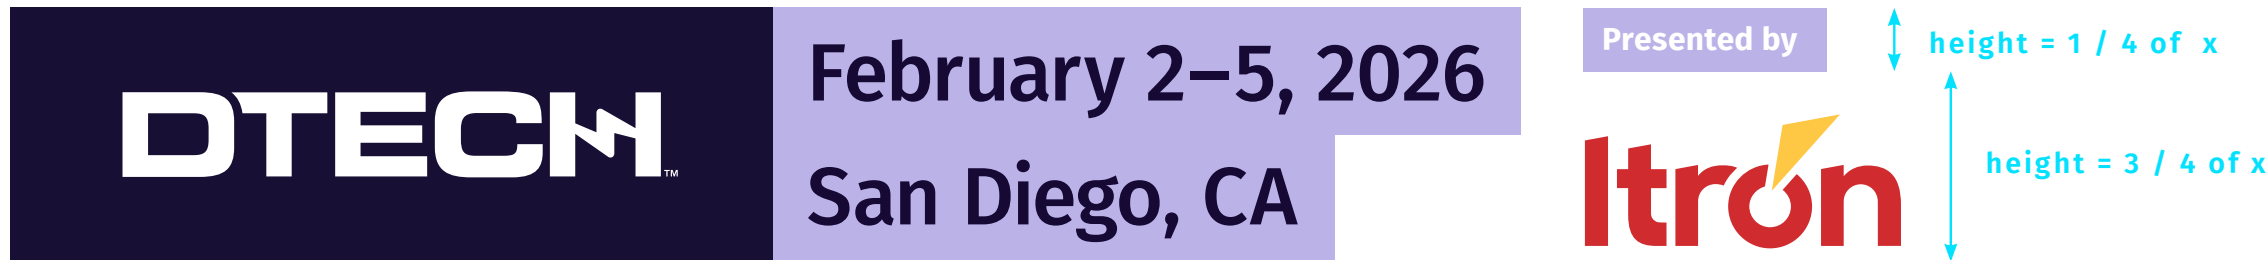 DTECH™
February 2–5, 2026
San Diego, CA
Presented by
Itron
height = 1 / 4 of x
height = 3 / 4 of x